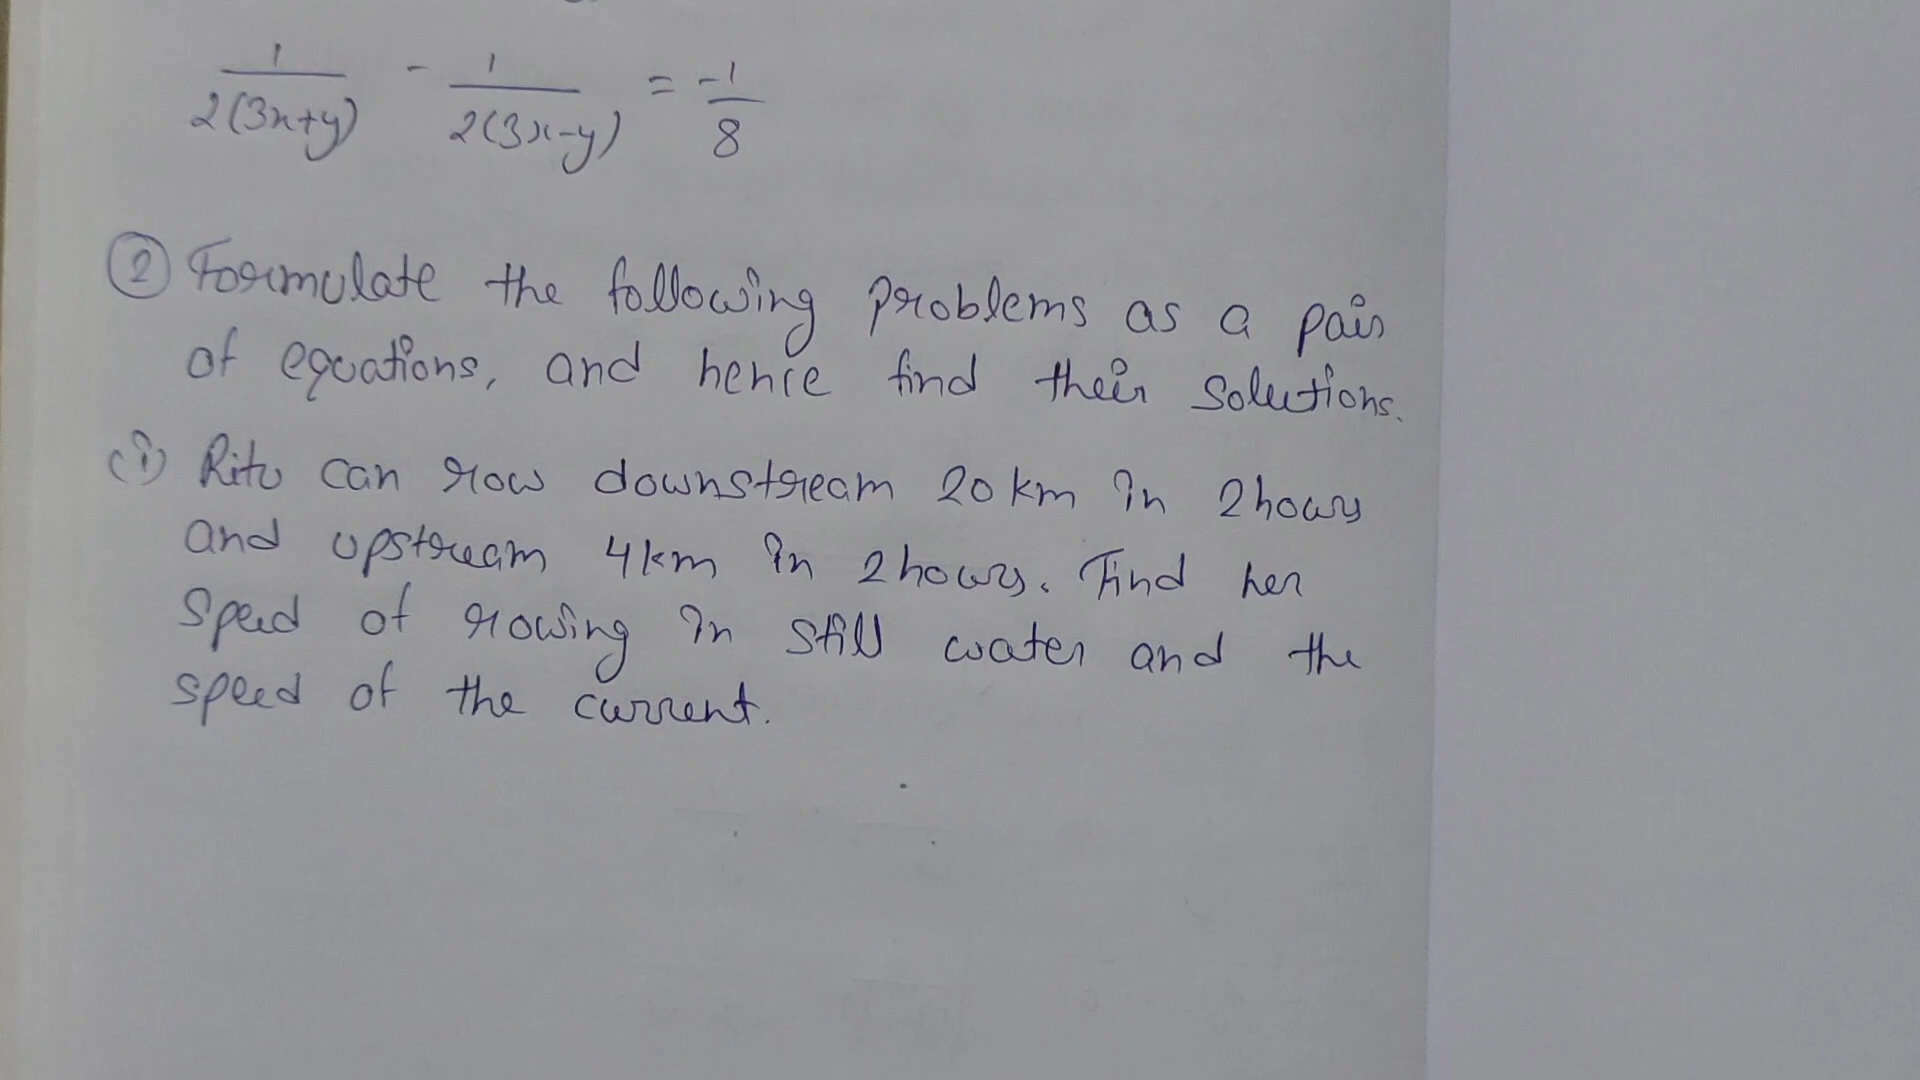 1/2(3x+y) - 1/2(3x-y) = -1/8
② Formulate the following problems as a pair
of equations, and hence find their solutions.
(i) Ritu can row downstream 20 km in 2 hours
and upstream 4 km in 2 hours. Find her
speed of rowing in still water and the
speed of the current.